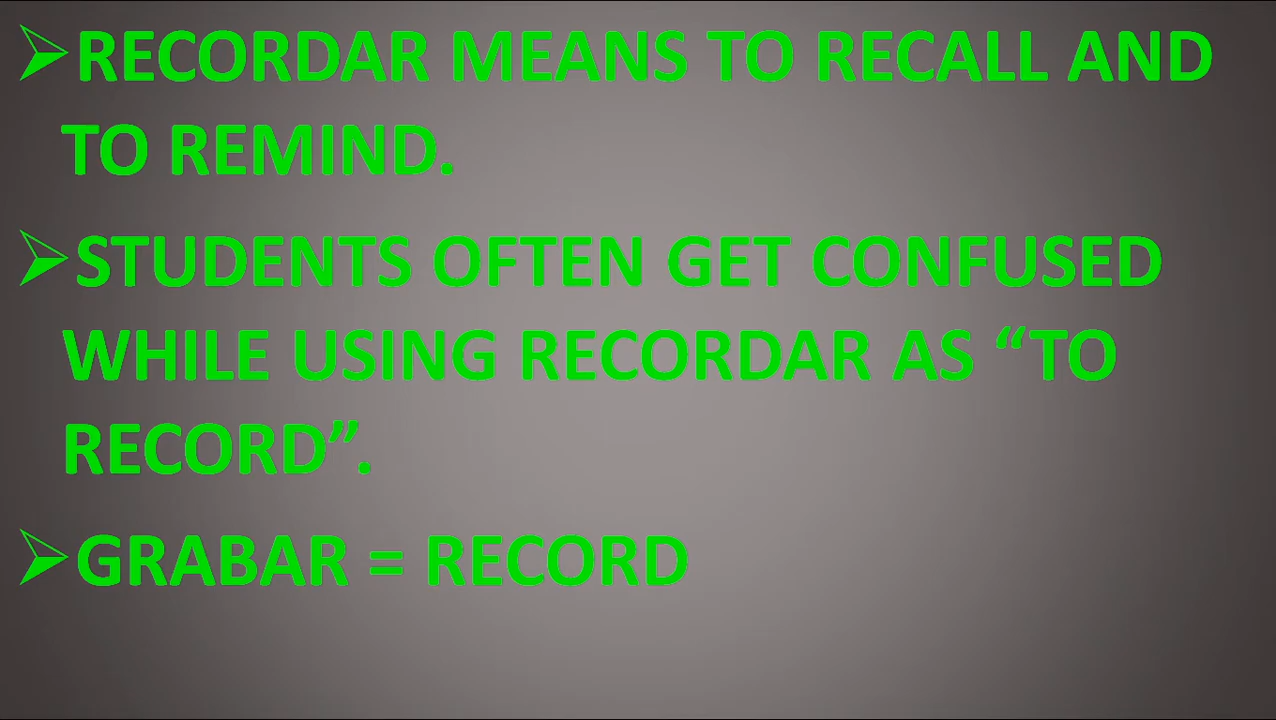 ➢RECORDAR MEANS TO RECALL AND
TO REMIND.
➢STUDENTS OFTEN GET CONFUSED
WHILE USING RECORDAR AS “TO
RECORD”.
➢GRABAR = RECORD